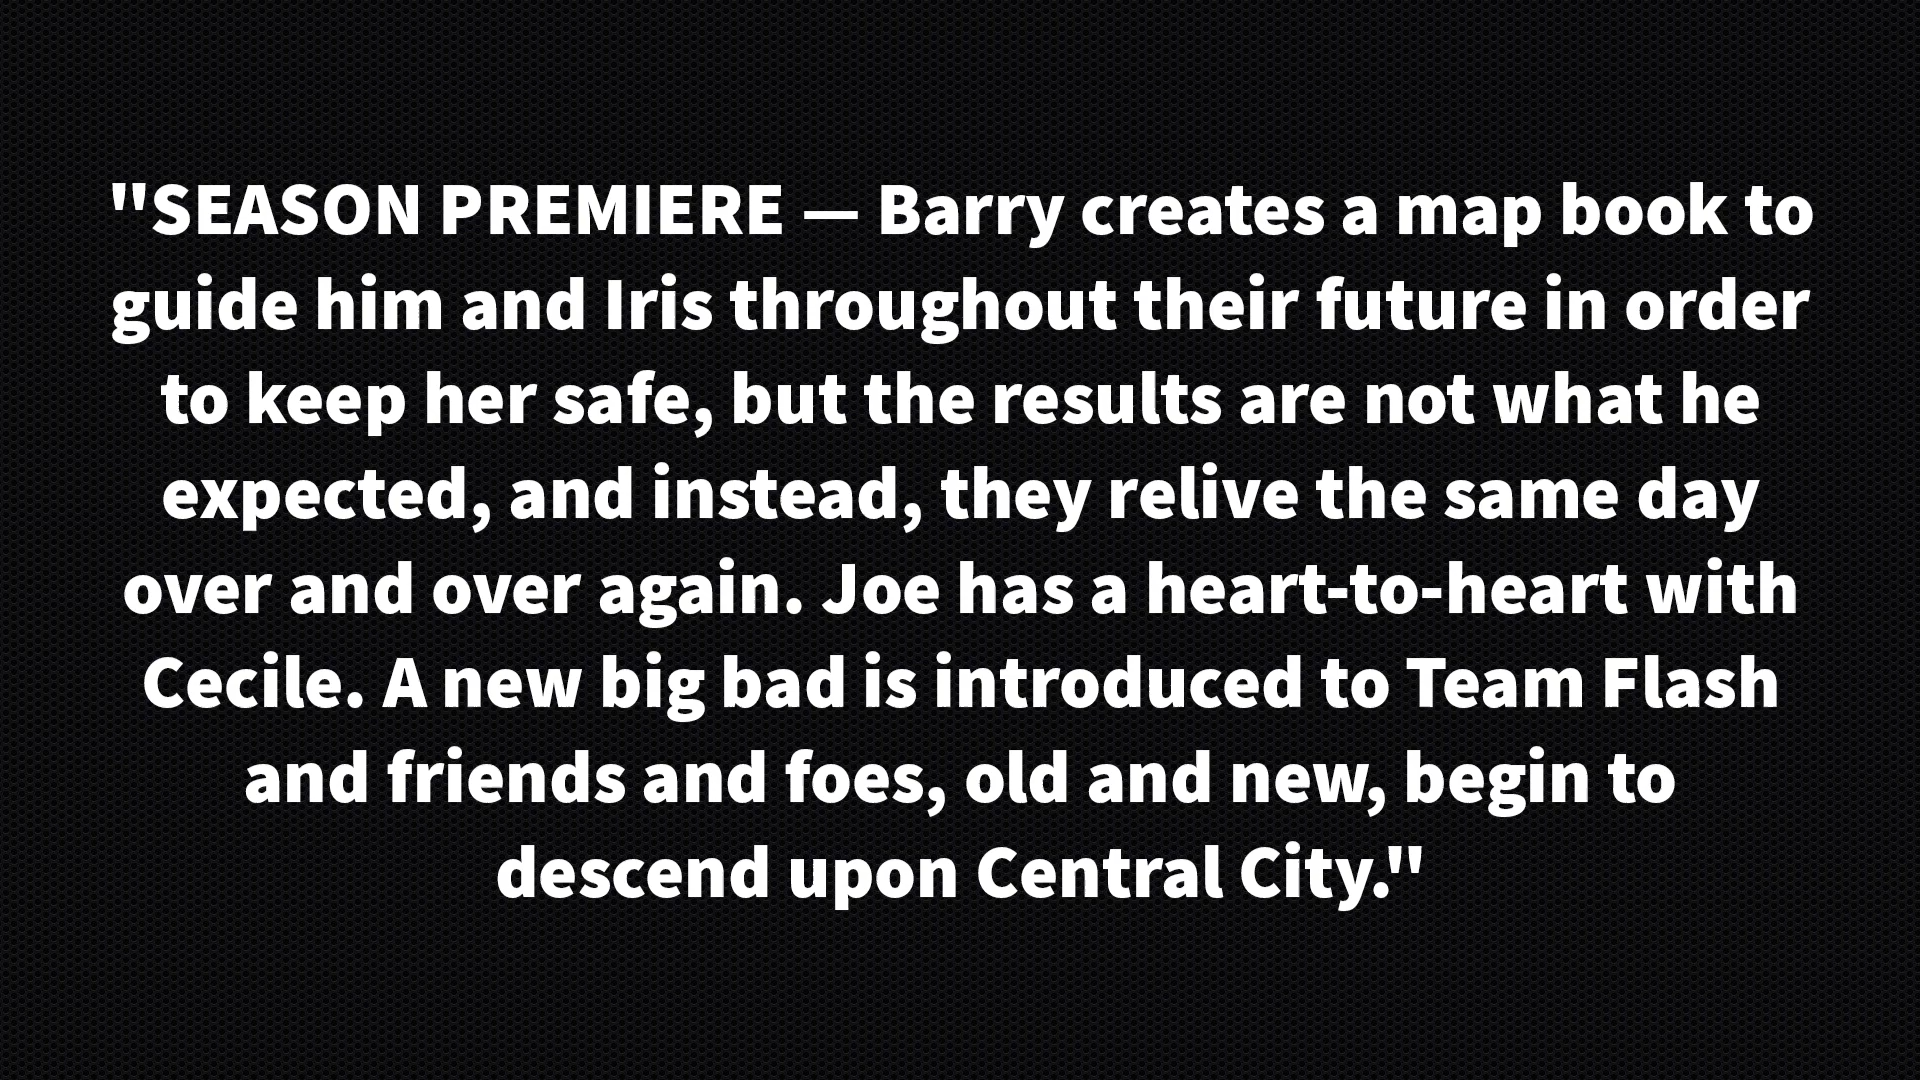 "SEASON PREMIERE — Barry creates a map book to
guide him and Iris throughout their future in order
to keep her safe, but the results are not what he
expected, and instead, they relive the same day
over and over again. Joe has a heart-to-heart with
Cecile. A new big bad is introduced to Team Flash
and friends and foes, old and new, begin to
descend upon Central City."